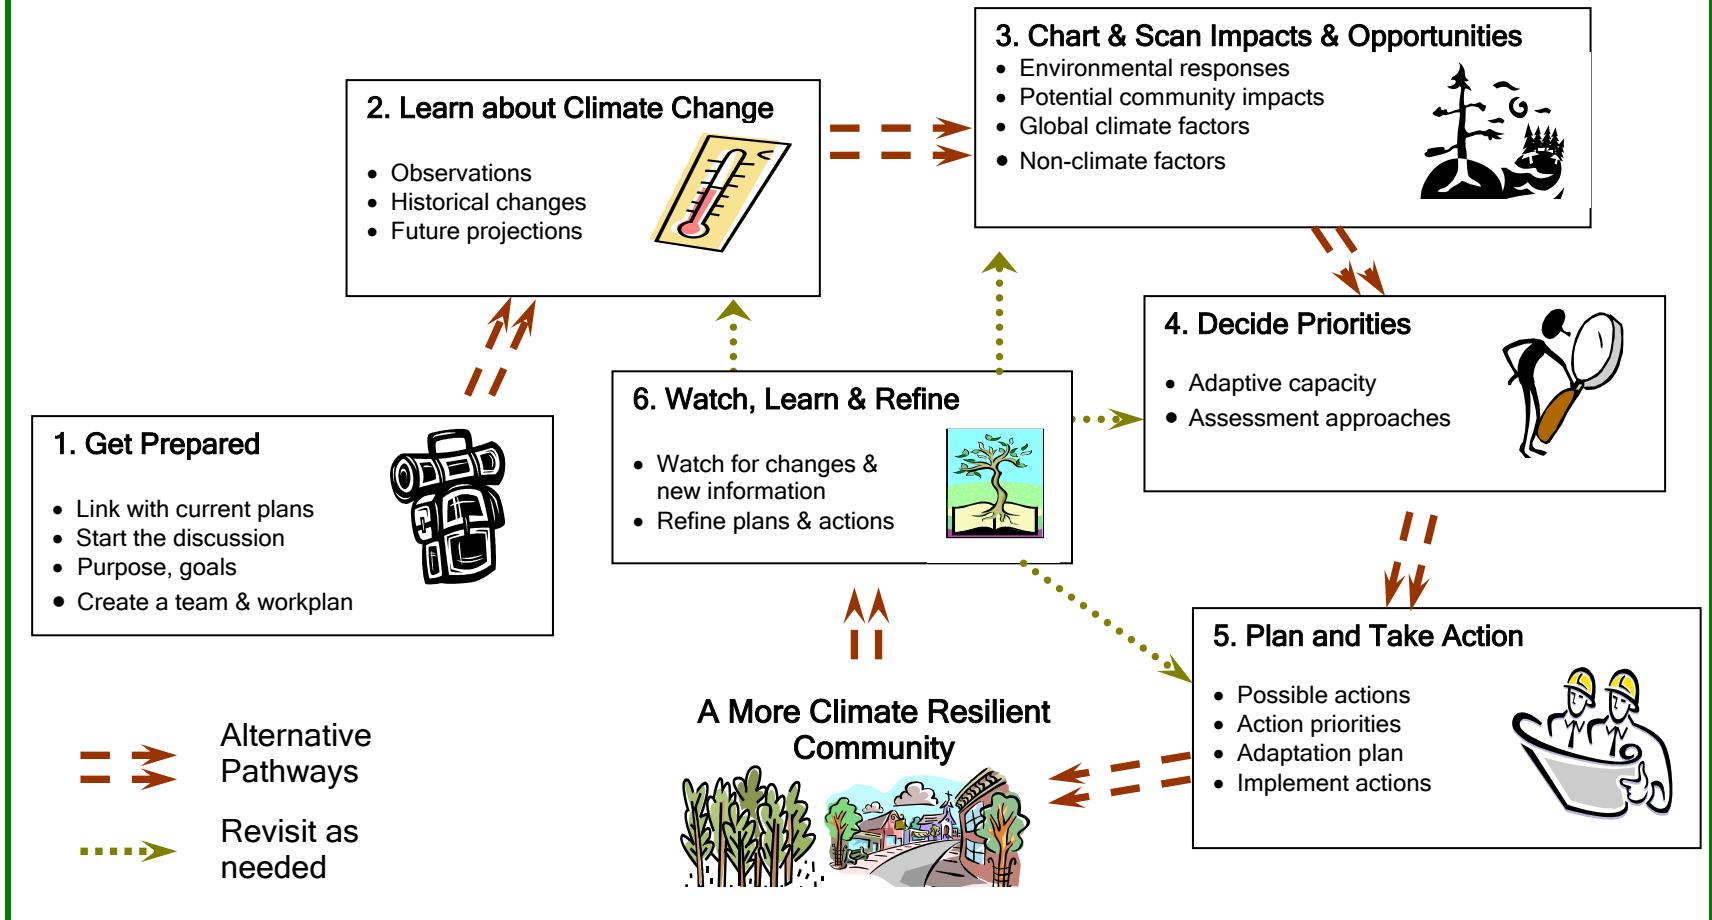 3. Chart & Scan Impacts & Opportunities
• Environmental responses
• Potential community impacts
• Global climate factors
• Non-climate factors
2. Learn about Climate Change
• Observations
• Historical changes
• Future projections
4. Decide Priorities
• Adaptive capacity
• Assessment approaches
6. Watch, Learn & Refine
• Watch for changes &
new information
• Refine plans & actions
1. Get Prepared
• Link with current plans
• Start the discussion
• Purpose, goals
• Create a team & workplan
5. Plan and Take Action
• Possible actions
• Action priorities
• Adaptation plan
• Implement actions
A More Climate Resilient
Community
Alternative
Pathways
Revisit as
needed